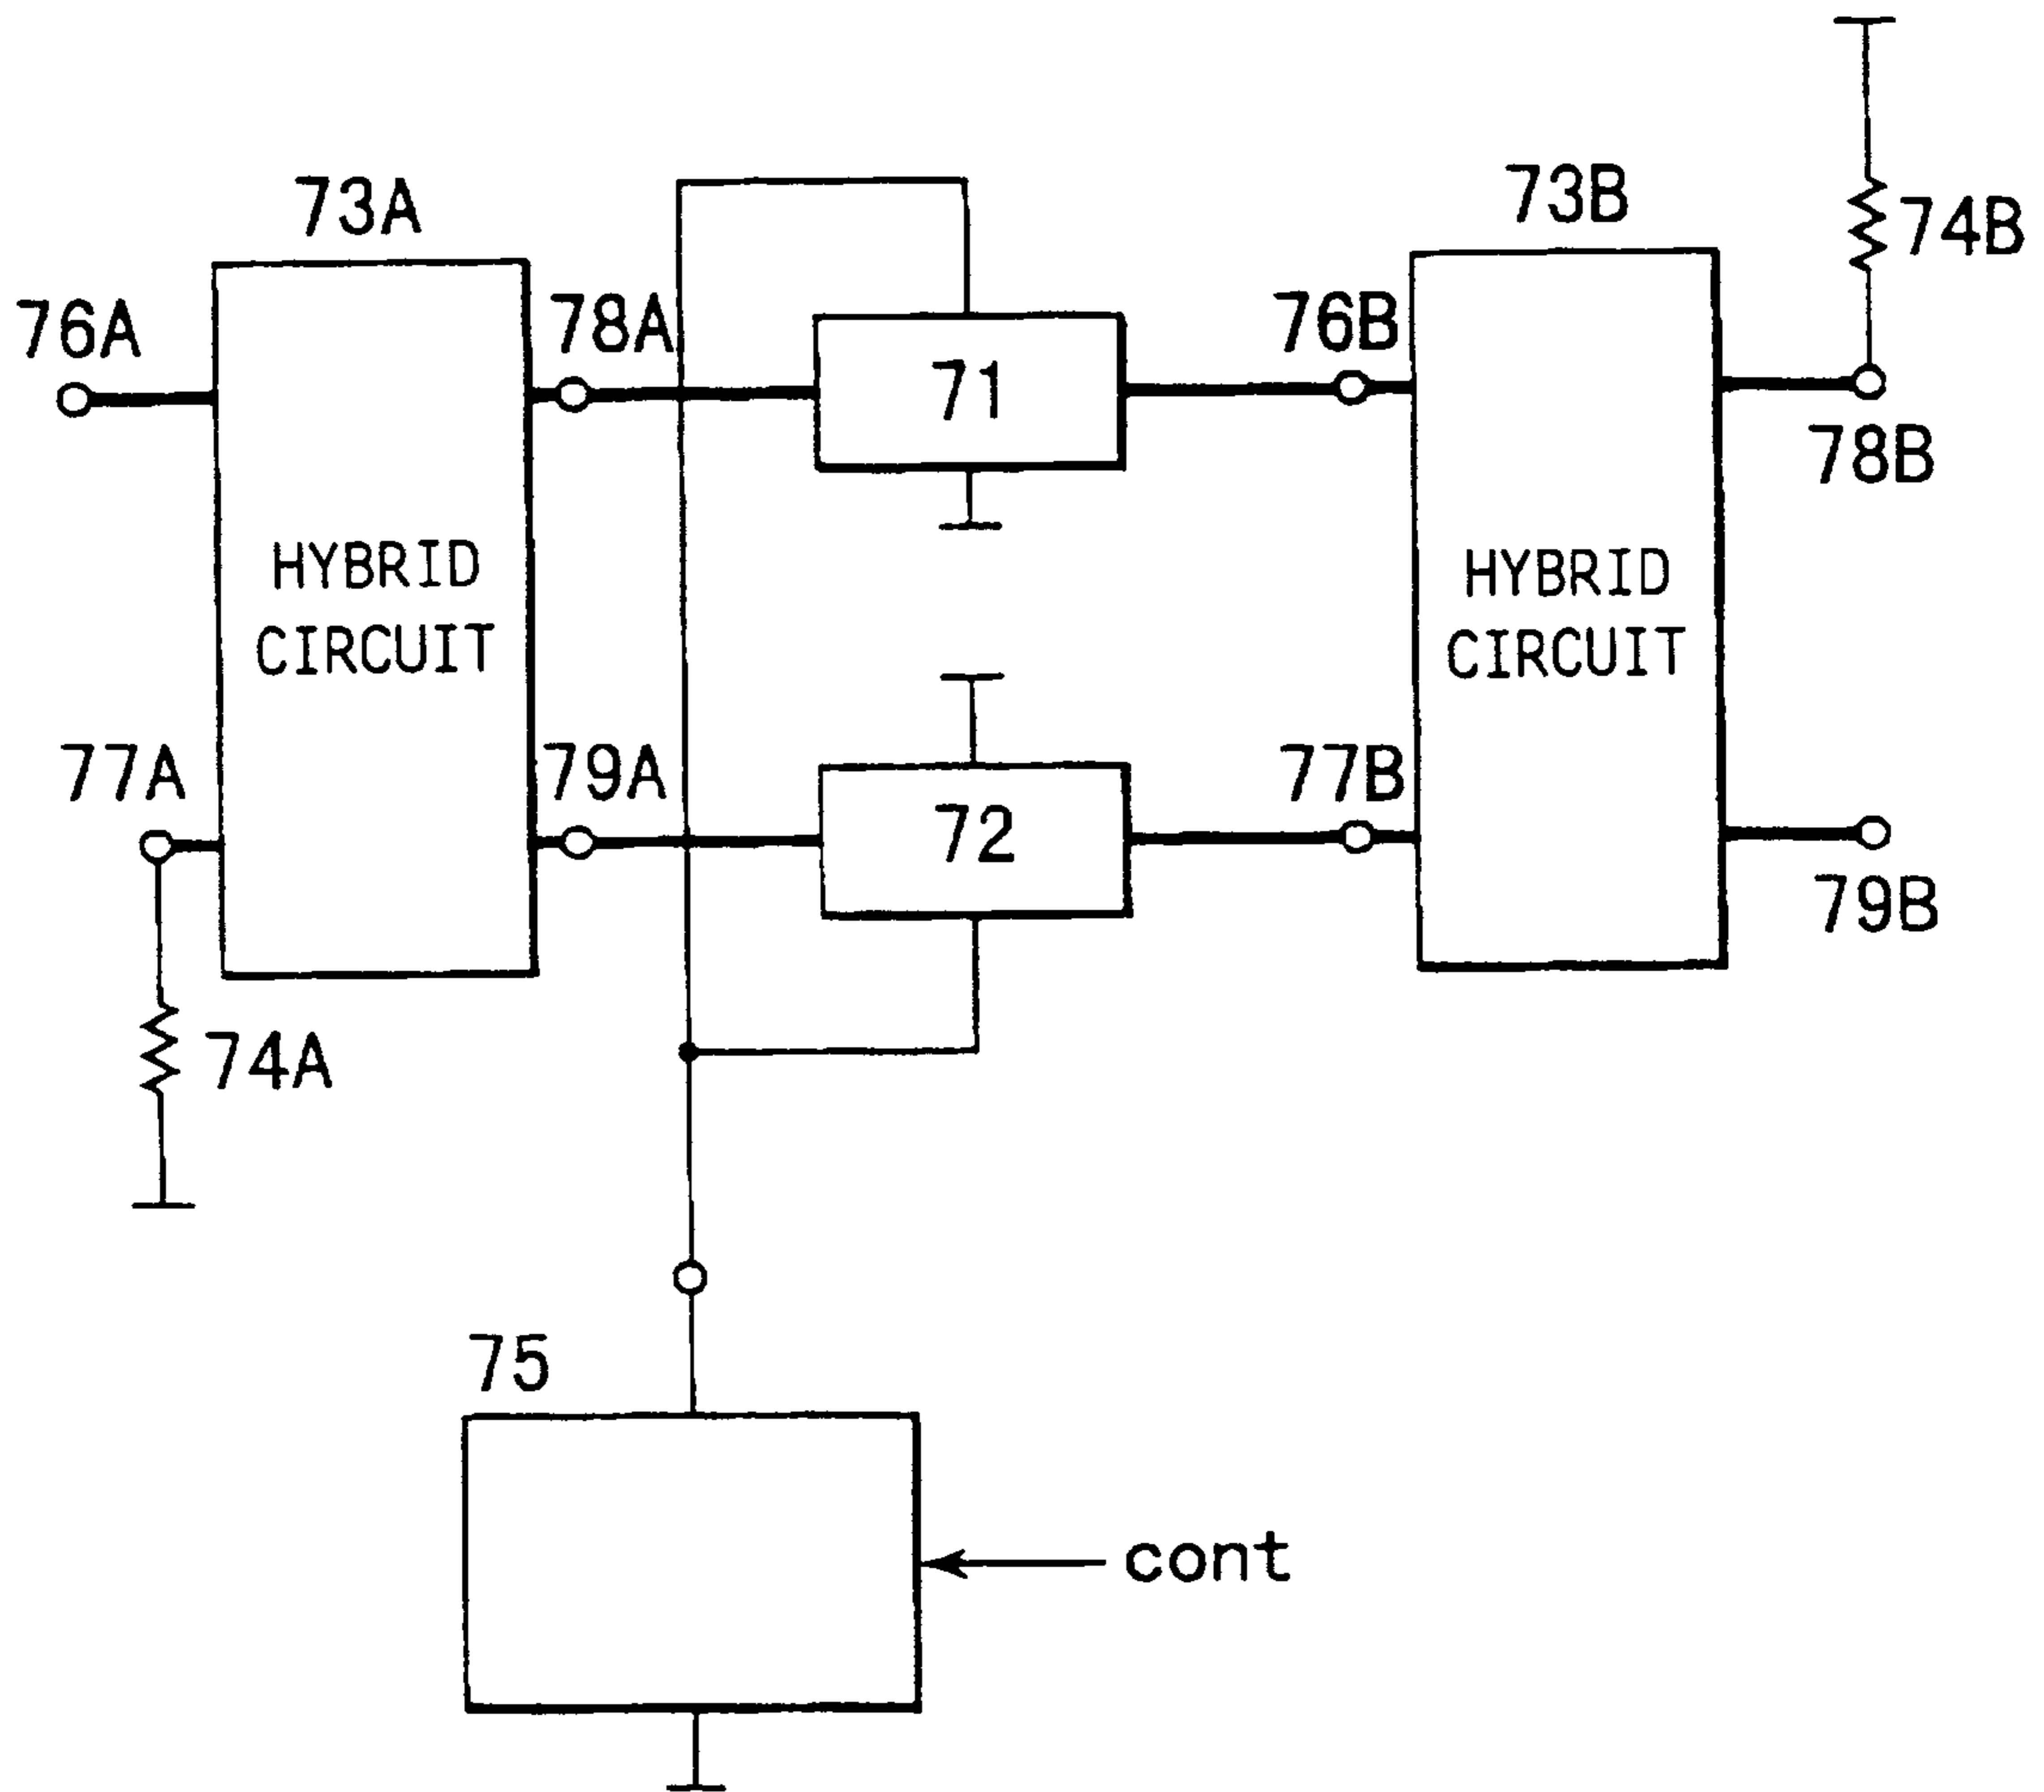 73A
73B
74B
76A
78A
76B
71
78B
HYBRID
CIRCUIT
HYBRID
CIRCUIT
77A
79A
77B
72
79B
74A
75
cont